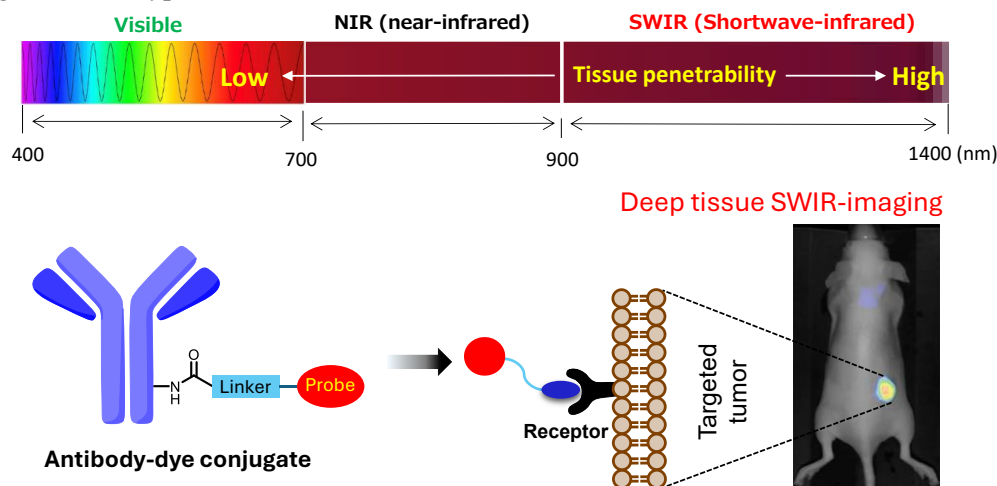 Visible
NIR (near-infrared)
SWIR (Shortwave-infrared)
Low
Tissue penetrability
High
400
700
900
1400 (nm)
Deep tissue SWIR-imaging
O
N
H
Linker
Probe
Receptor
Targeted
tumor
Antibody-dye conjugate